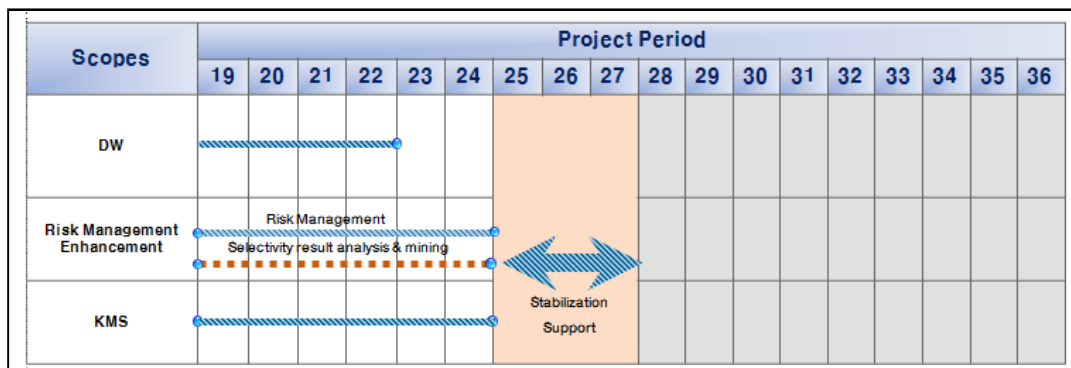 Scopes
Project Period
19 20 21 22 23 24 25 26 27 28 29 30 31 32 33 34 35 36
DW
Risk Management
Enhancement
Risk Management
Selectivity result analysis & mining
Stabilization
Support
KMS